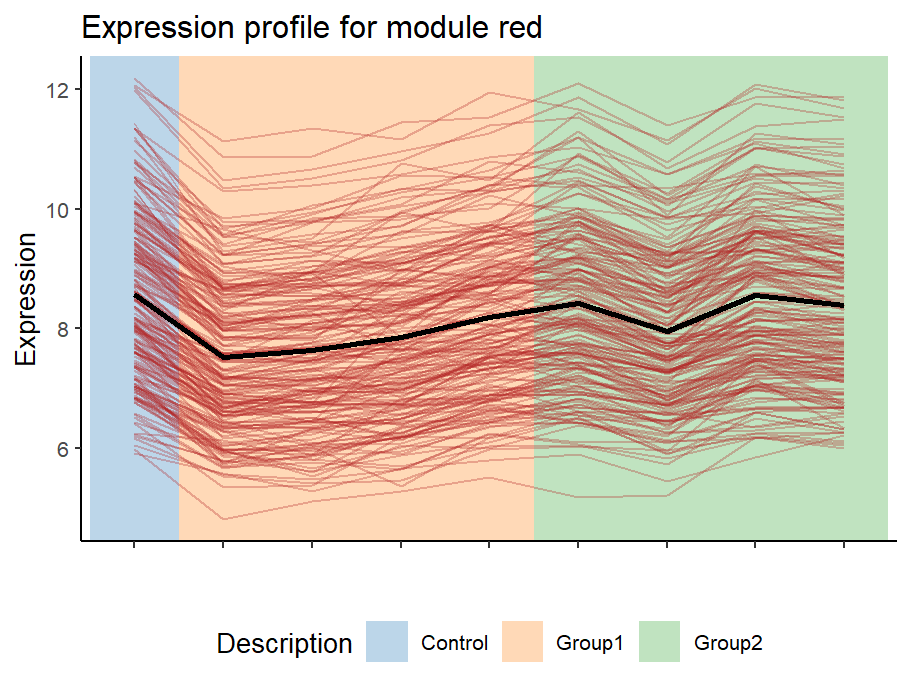 Expression profile for module red
Expression
12
10
8
6
Description Control Group1 Group2